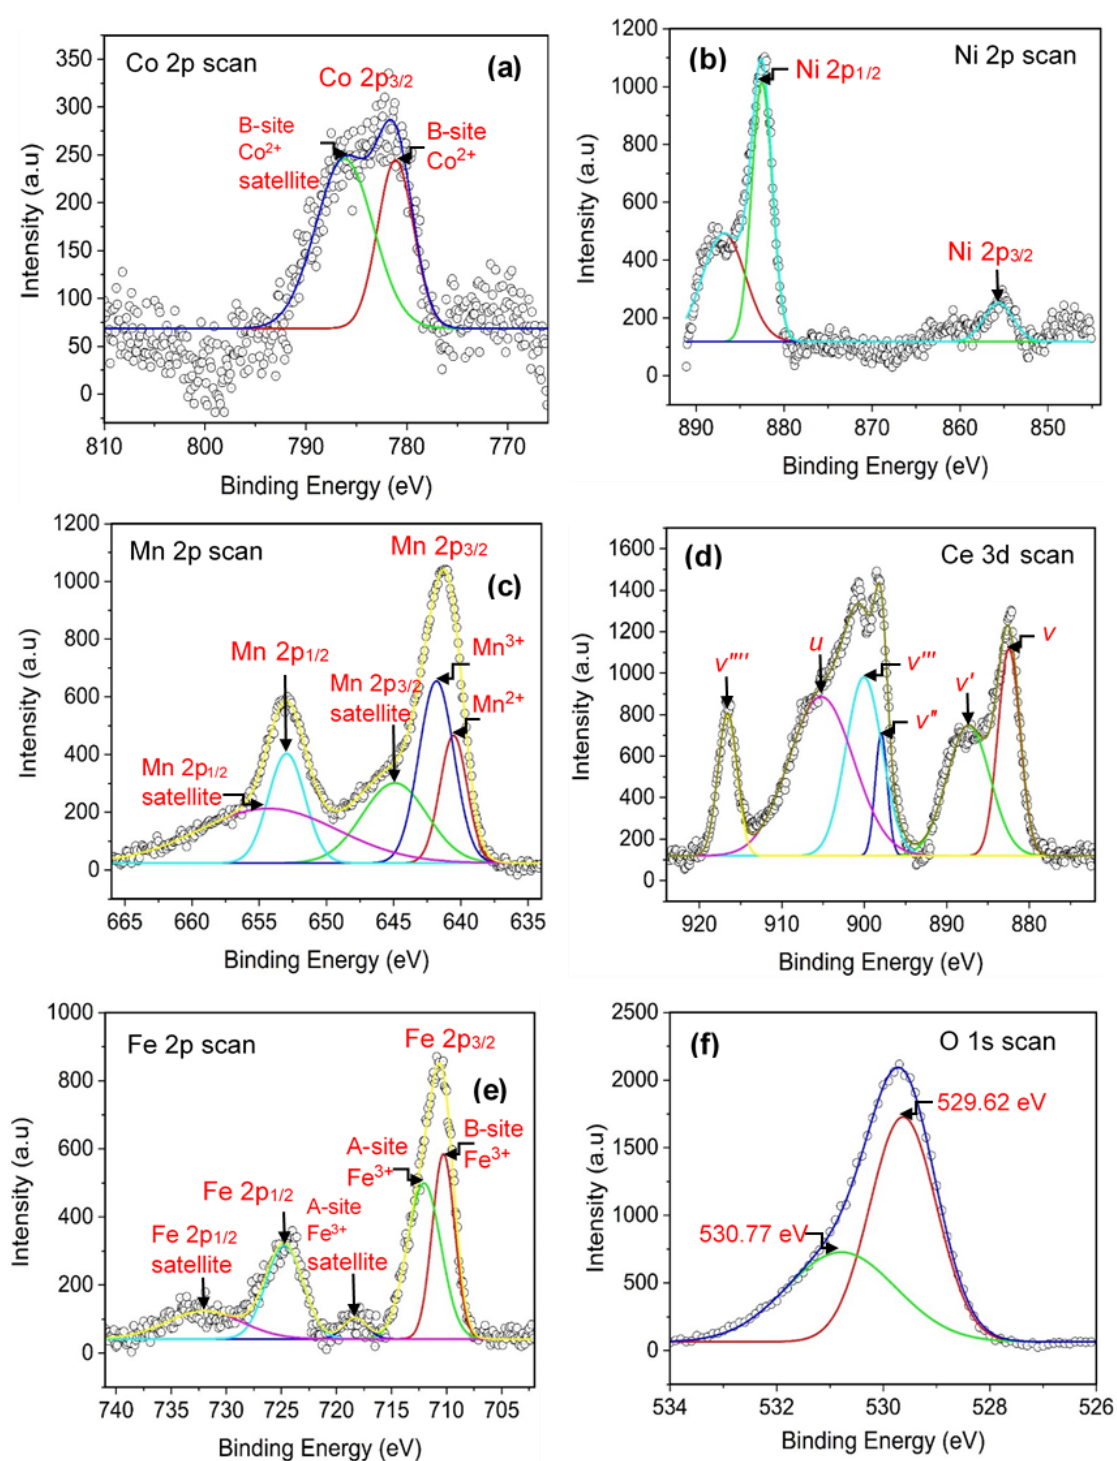 Co 2p scan
(a)
Co 2p3/2
B-site
Co2+
satellite
B-site
Co2+
350
300
250
200
150
100
50
0
Intensity (a.u)
810 800 790 780 770
Binding Energy (eV)
(b)
Ni 2p scan
Ni 2p1/2
Ni 2p3/2
1200
1000
800
600
400
200
0
Intensity (a.u)
890 880 870 860 850
Binding Energy (eV)
Mn 2p scan
(c)
Mn 2p3/2
Mn 2p1/2
Mn3+
Mn 2p3/2
satellite
Mn2+
Mn 2p1/2
satellite
1200
1000
800
600
400
200
0
Intensity (a.u)
665 660 655 650 645 640 635
Binding Energy (eV)
(d)
Ce 3d scan
v''''
u
v'''
v''
v'
v
1600
1400
1200
1000
800
600
400
200
0
Intensity (a.u)
920 910 900 890 880
Binding Energy (eV)
Fe 2p scan
(e)
Fe 2p3/2
A-site
Fe3+
B-site
Fe3+
Fe 2p1/2
A-site
Fe3+
satellite
Fe 2p1/2
satellite
1000
800
600
400
200
0
Intensity (a.u)
740 735 730 725 720 715 710 705
Binding Energy (eV)
(f)
O 1s scan
529.62 eV
530.77 eV
2500
2000
1500
1000
500
0
Intensity (a.u)
534 532 530 528 526
Binding Energy (eV)